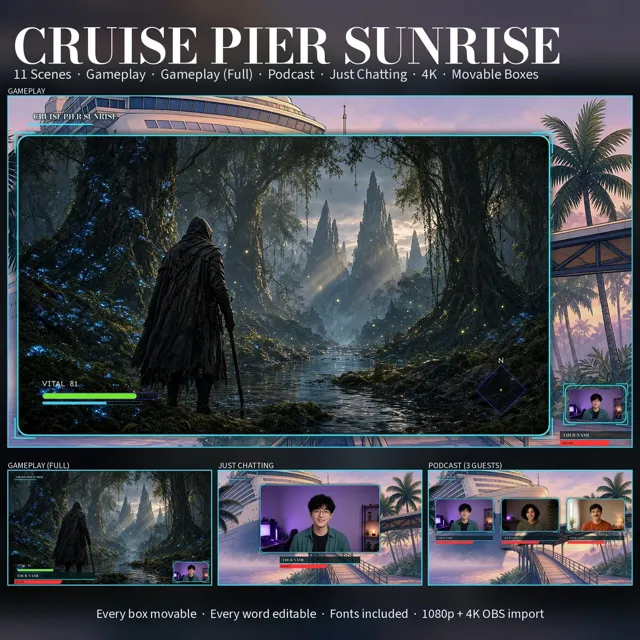 CRUISE PIER SUNRISE
11 Scenes · Gameplay · Gameplay (Full) · Podcast · Just Chatting · 4K · Movable Boxes
GAMEPLAY
CRUISE PIER SUNRISE
VITAL 81
N
YOUR NAME
GAMEPLAY (FULL)
JUST CHATTING
PODCAST (3 GUESTS)
YOUR NAME
YOUR NAME
Every box movable · Every word editable · Fonts included · 1080p + 4K OBS import